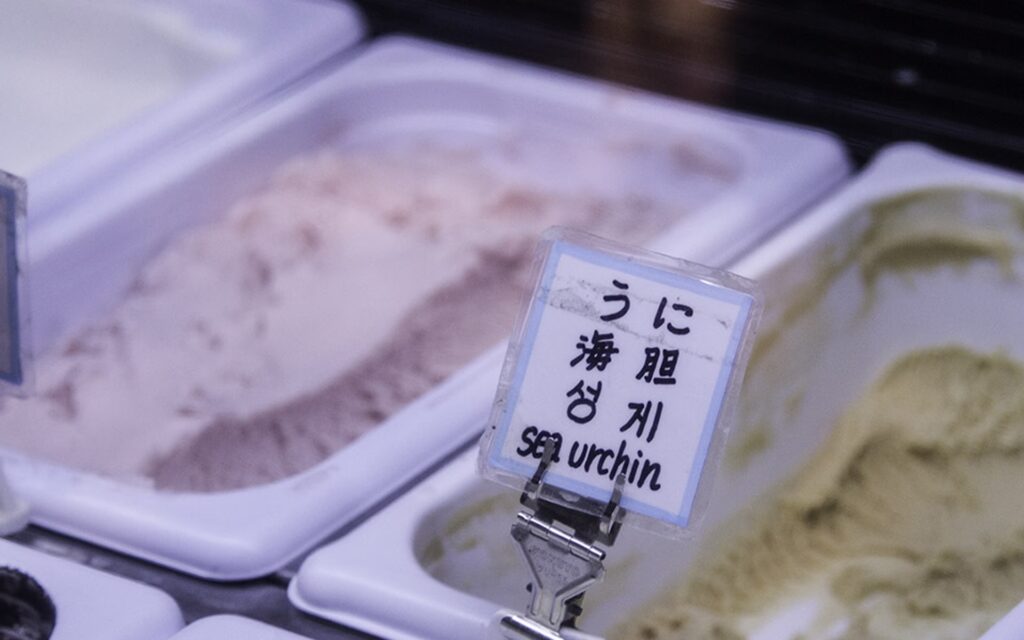 うに
海胆
성게
sea urchin